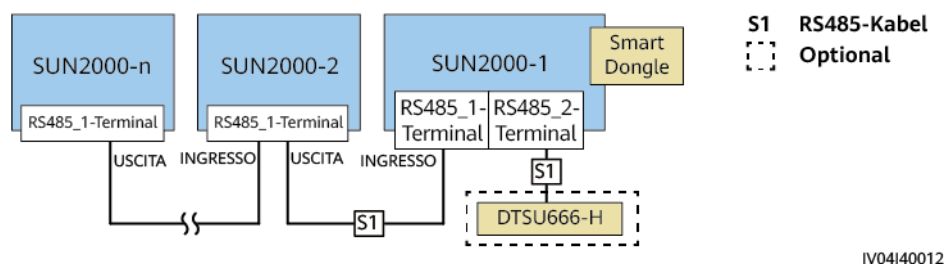 SUN2000-n
SUN2000-2
SUN2000-1
Smart
Dongle
S1 RS485-Kabel
Optional
RS485_1-Terminal
RS485_1-Terminal
RS485_1-
Terminal
RS485_2-
Terminal
USCITA
INGRESSO
USCITA
INGRESSO
S1
S1
DTSU666-H
IV04I40012